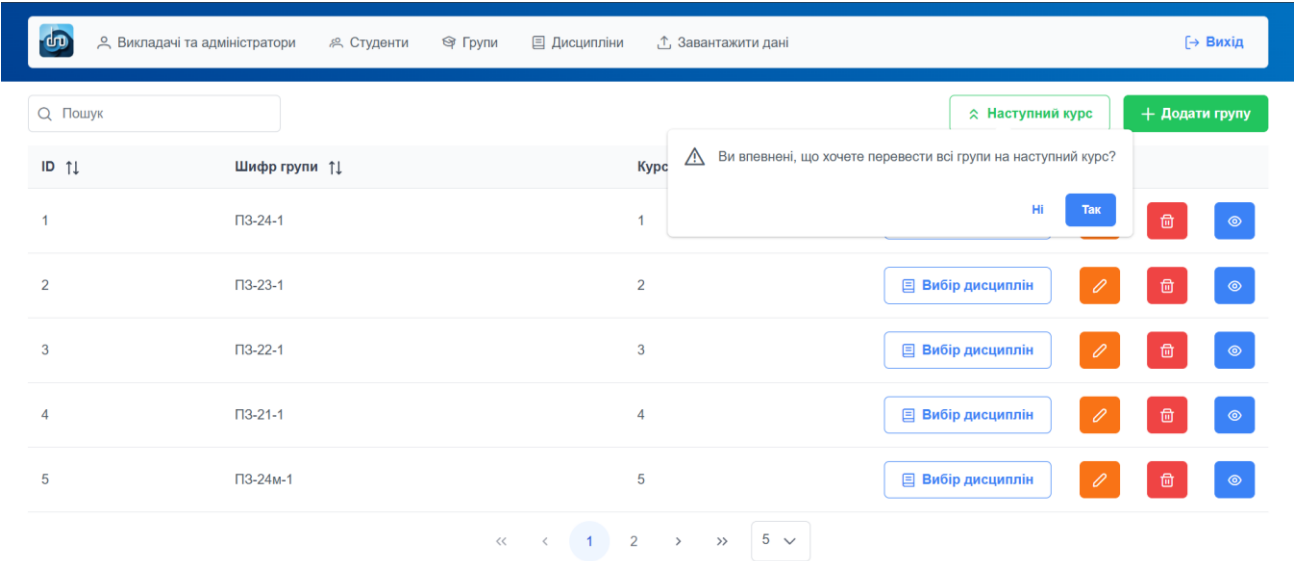 Викладачі та адміністратори Студенти Групи Дисципліни Завантажити дані Вихід
Пошук Наступний курс + Додати групу
Ви впевнені, що хочете перевести всі групи на наступний курс?
Ні Так
ID Шифр групи Курс
1 ПЗ-24-1 1
2 ПЗ-23-1 2 Вибір дисциплін
3 ПЗ-22-1 3 Вибір дисциплін
4 ПЗ-21-1 4 Вибір дисциплін
5 ПЗ-24м-1 5 Вибір дисциплін
<< < 1 2 > >> 5